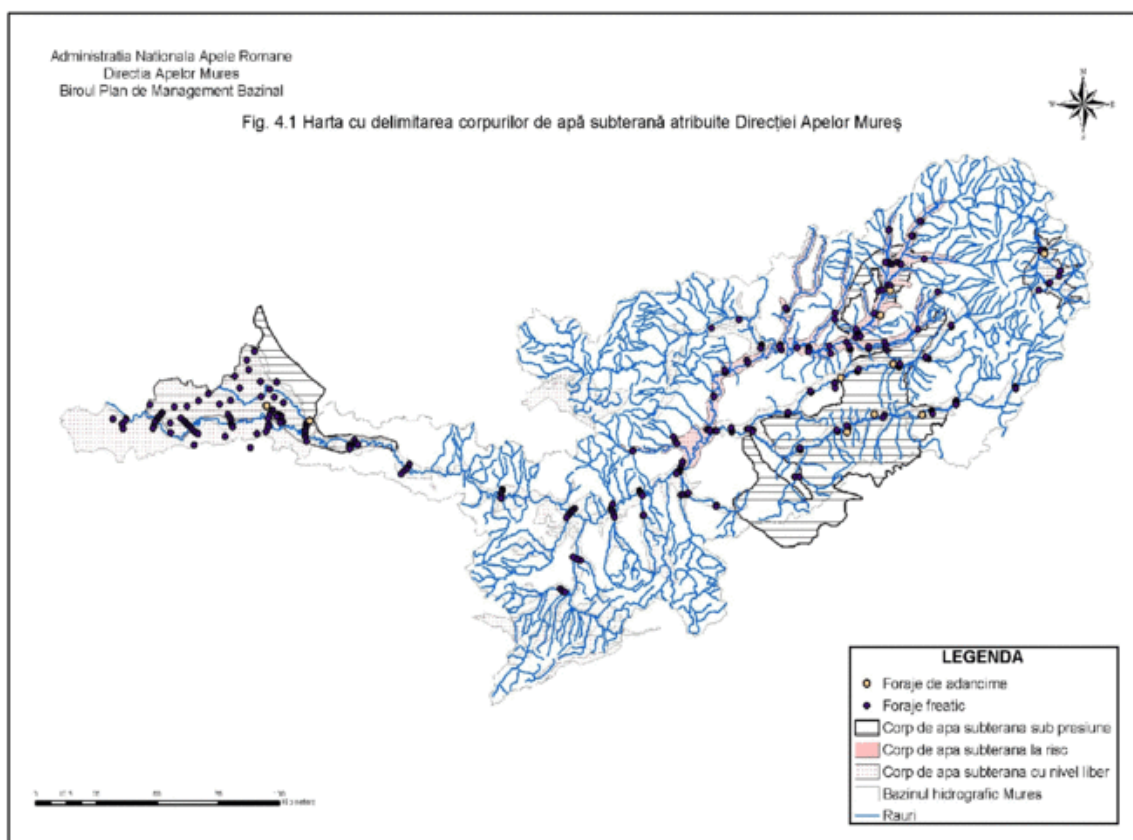 Administratia Nationala Apele Romane
Directia Apelor Mures
Biroul Plan de Management Bazinal
Fig. 4.1 Harta cu delimitarea corpurilor de apă subterană atribuite Direcției Apelor Mureș
N
W
E
S
LEGENDA
Foraje de adancime
Foraje freatic
Corp de apa subterana sub presiune
Corp de apa subterana la risc
Corp de apa subterana cu nivel liber
Bazinul hidrografic Mures
Rauri